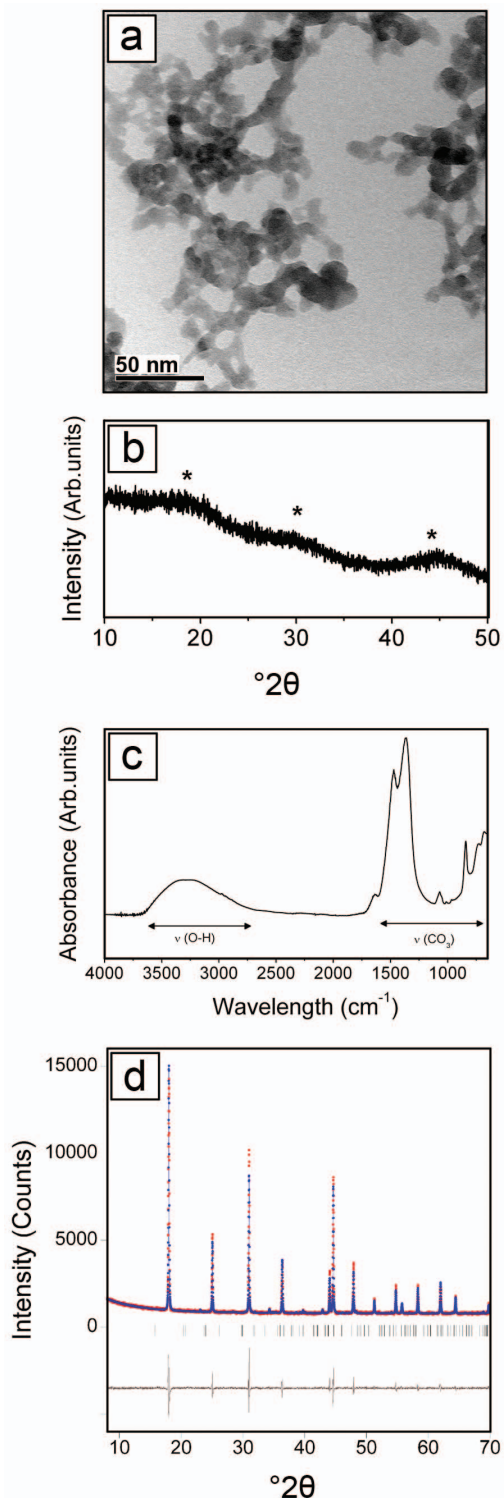 a
50 nm
b
Intensity (Arb.units)
*
*
*
10 20 30 40 50
°2θ
c
Absorbance (Arb.units)
ν (O-H)
ν (CO3)
4000 3500 3000 2500 2000 1500 1000
Wavelength (cm-1)
d
Intensity (Counts)
15000
10000
5000
0
10 20 30 40 50 60 70
°2θ